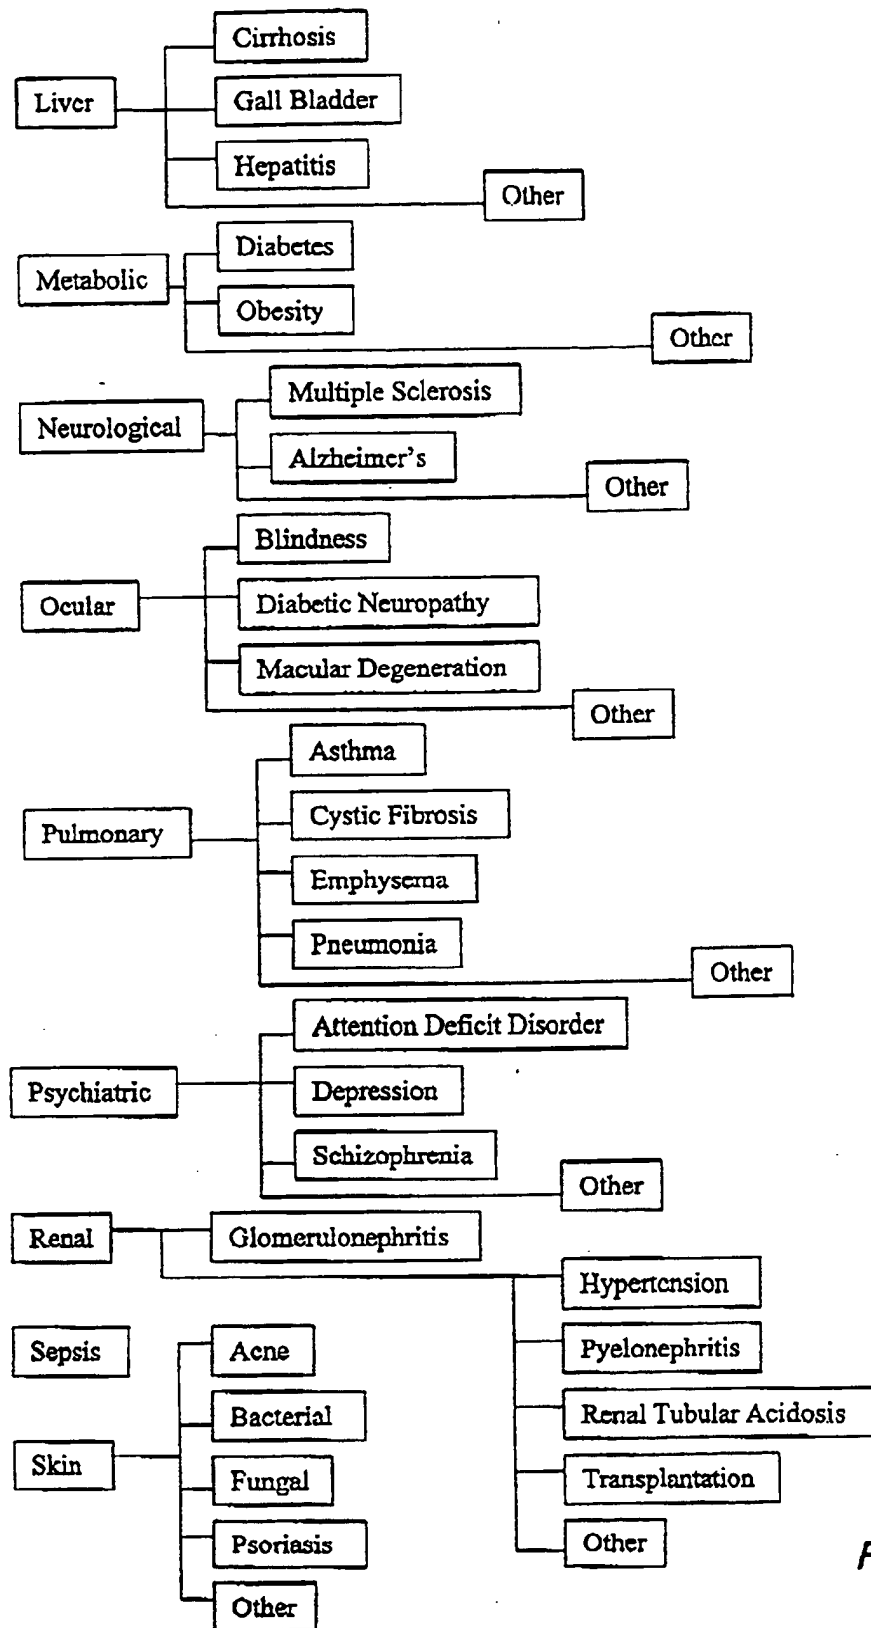 Liver
Cirrhosis
Gall Bladder
Hepatitis
Other
Metabolic
Diabetes
Obesity
Other
Neurological
Multiple Sclerosis
Alzheimer's
Other
Ocular
Blindness
Diabetic Neuropathy
Macular Degeneration
Other
Pulmonary
Asthma
Cystic Fibrosis
Emphysema
Pneumonia
Other
Psychiatric
Attention Deficit Disorder
Depression
Schizophrenia
Other
Renal
Glomerulonephritis
Hypertension
Pyelonephritis
Renal Tubular Acidosis
Transplantation
Other
Sepsis
Skin
Acne
Bacterial
Fungal
Psoriasis
Other
F